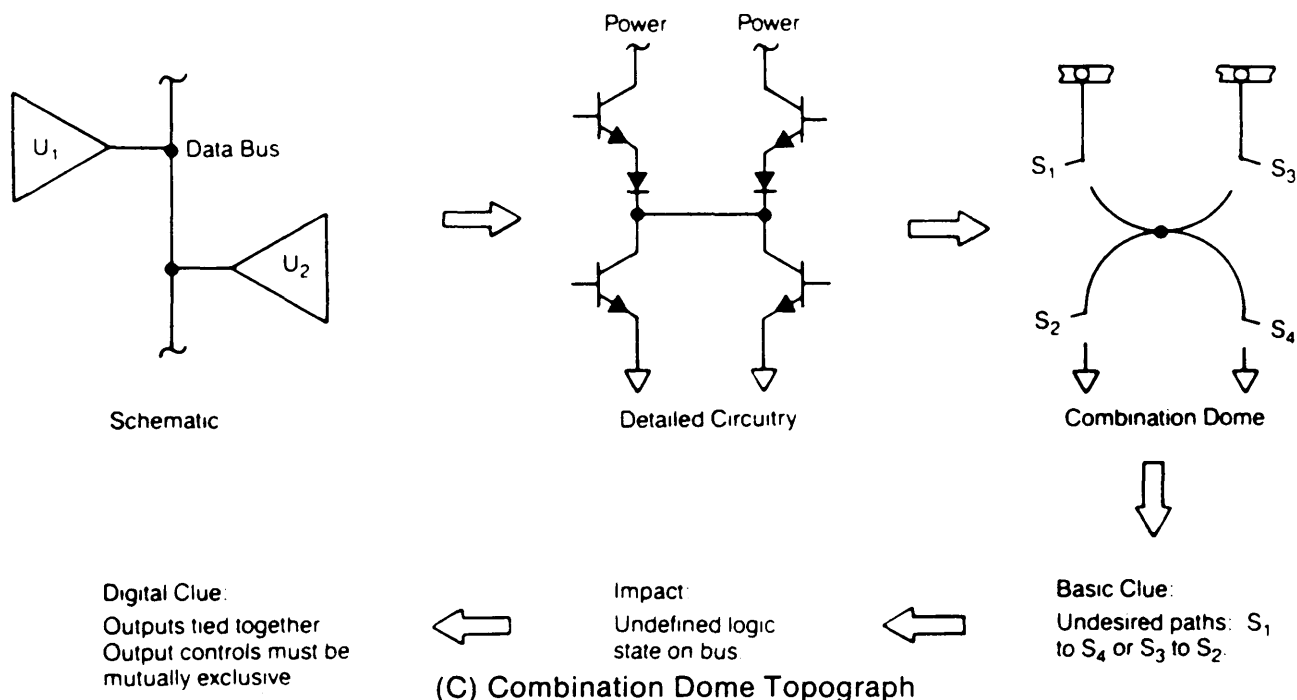 Power Power
U1
Data Bus
U2
S1
S3
S2
S4
Schematic
Detailed Circuitry
Combination Dome
Digital Clue:
Outputs tied together
Output controls must be
mutually exclusive
Impact:
Undefined logic
state on bus.
Basic Clue:
Undesired paths: S1
to S4 or S3 to S2.
(C) Combination Dome Topograph